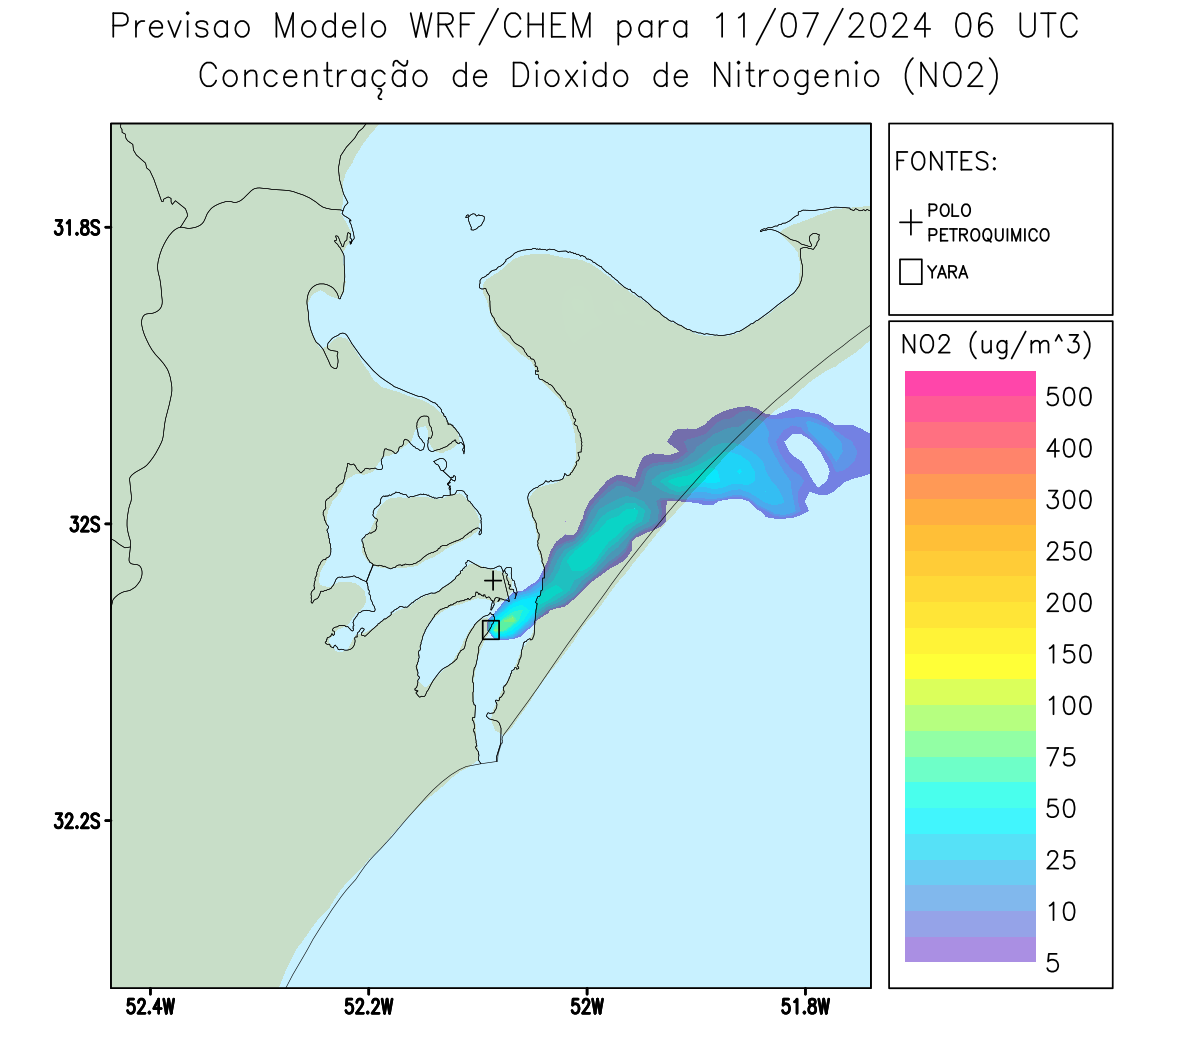 Previsao Modelo WRF/CHEM para 11/07/2024 06 UTC
Concentração de Dioxido de Nitrogenio (NO2)
FONTES:
POLO
PETROQUIMICO
YARA
31.8S
32S
32.2S
52.4W
52.2W
52W
51.8W
NO2 (ug/m^3)
500
400
300
250
200
150
100
75
50
25
10
5